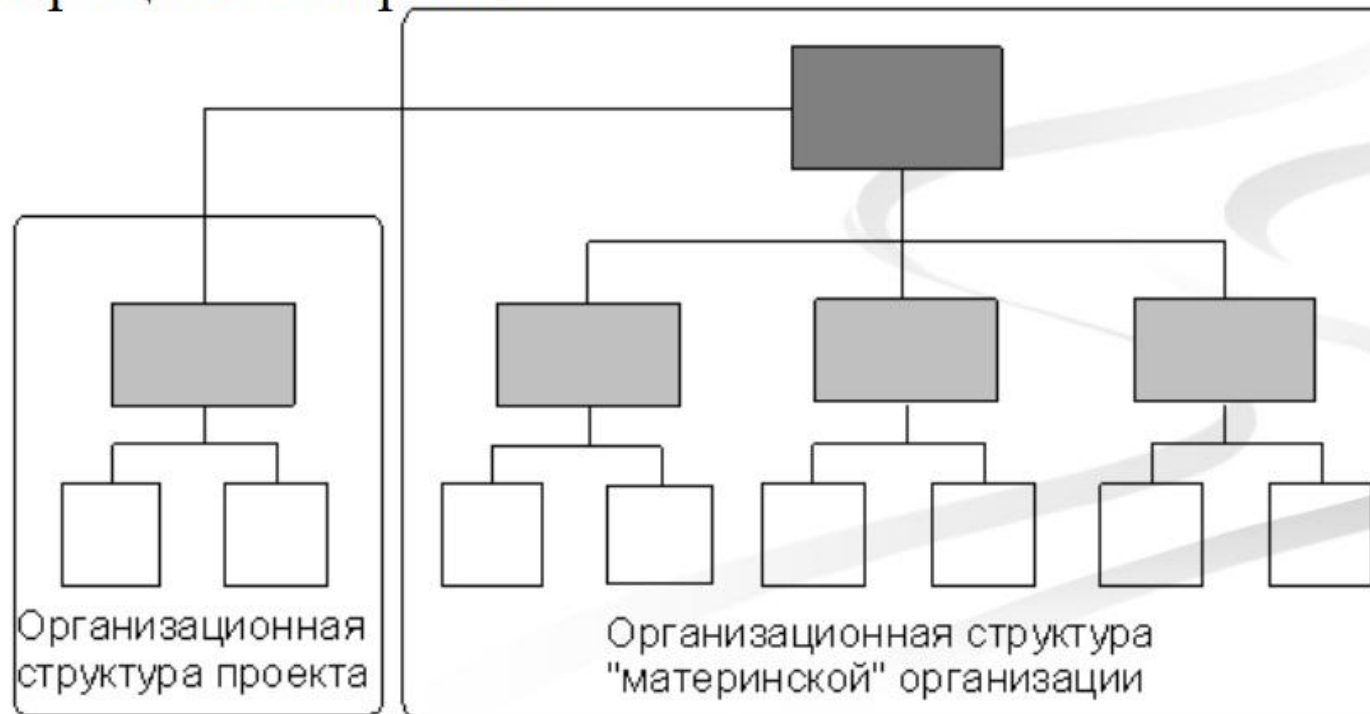 Организационная
структура проекта
Организационная структура
"материнской" организации